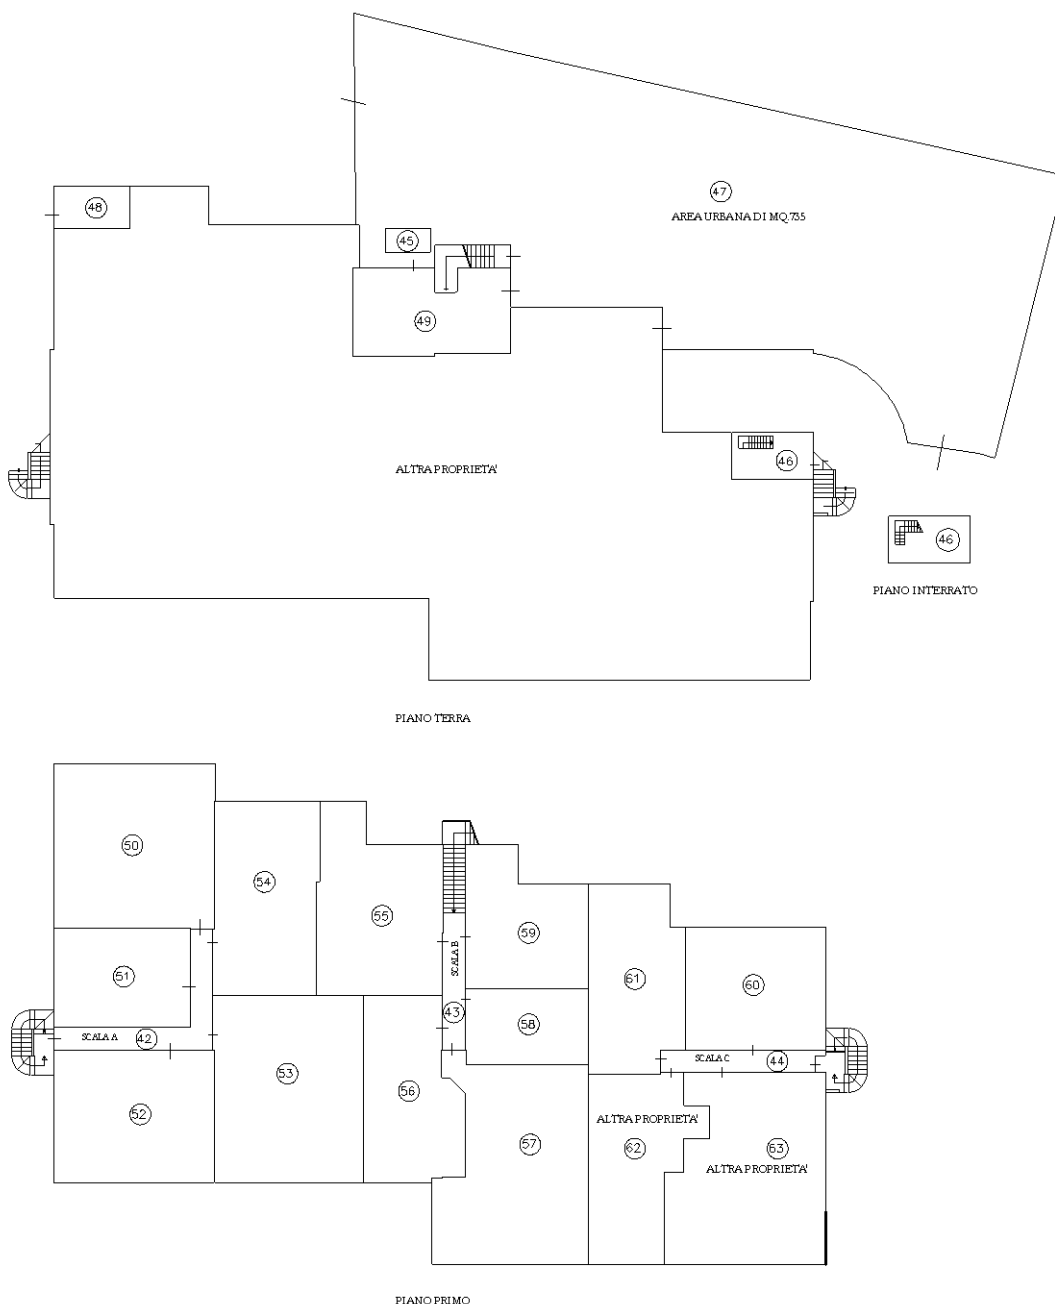 47
48
AREA URBANA DI MQ.735
45
49
46
ALTRA PROPRIETA'
46
PIANO INTERRATO
PIANO TERRA
50
54
55
59
51
SCALA B
61
60
43
58
SCALA A
42
SCALA C
44
53
56
52
ALTRA PROPRIETA'
57
62
63
ALTRA PROPRIETA'
PIANO PRIMO